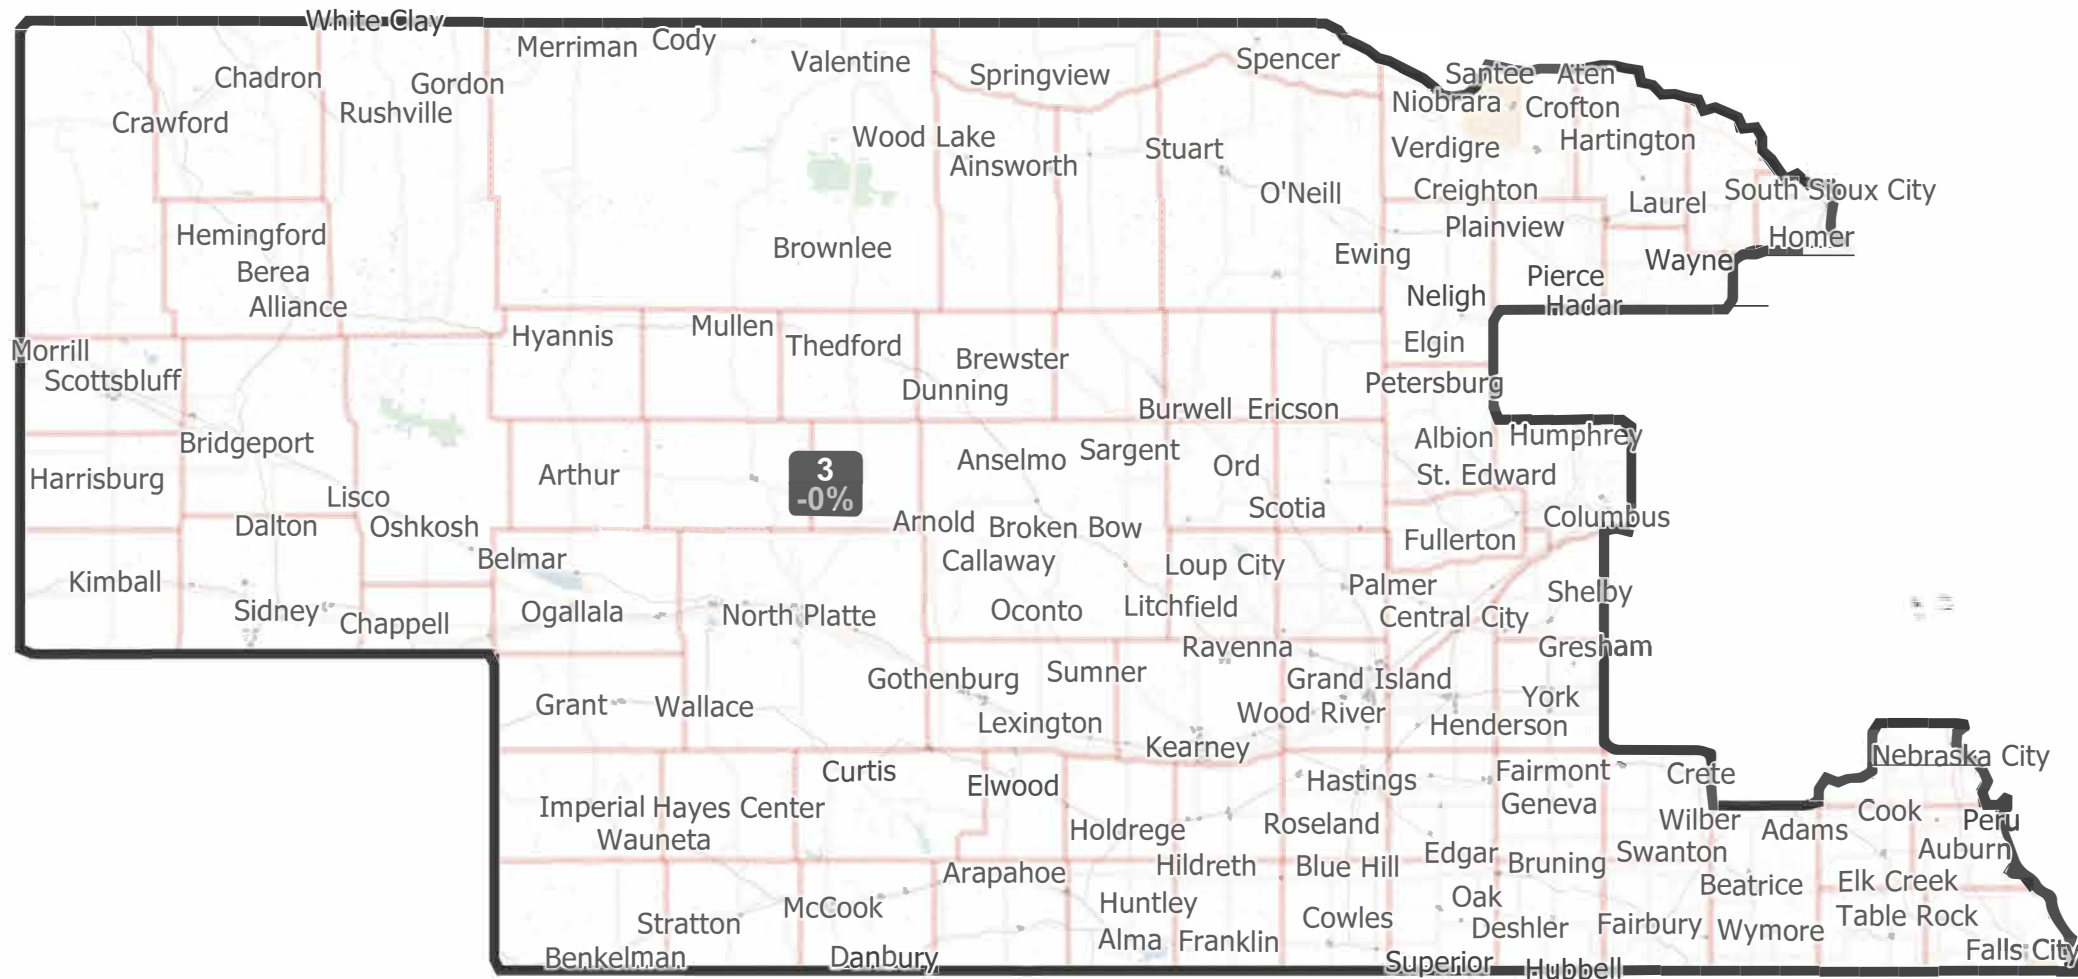 White Clay
Merriman
Cody
Valentine
Springview
Spencer
Santee
Aten
Chadron
Gordon
Rushville
Crawford
Niobrara
Crofton
Wood Lake
Ainsworth
Stuart
Verdigre
Hartington
O'Neill
Creighton
Laurel
South Sioux City
Hemingford
Berea
Alliance
Brownlee
Ewing
Plainview
Wayne
Homer
Pierce
Neligh
Hadar
Morrill
Scottsbluff
Hyannis
Mullen
Thedford
Brewster
Dunning
Elgin
Petersburg
Burwell
Ericson
Bridgeport
Harrisburg
Arthur
3
-0%
Anselmo
Sargent
Ord
Albion
Humphrey
St. Edward
Lisco
Scotia
Dalton
Oshkosh
Arnold
Broken Bow
Columbus
Fullerton
Belmar
Callaway
Loup City
Kimball
Palmer
Shelby
Sidney
Chappell
Ogallala
North Platte
Oconto
Litchfield
Central City
Ravenna
Gresham
Gothenburg
Sumner
Grand Island
Grant
Wallace
Lexington
Wood River
York
Henderson
Kearney
Nebraska City
Curtis
Elwood
Hastings
Fairmont
Geneva
Crete
Imperial
Hayes Center
Wauneta
Holdrege
Roseland
Wilber
Adams
Cook
Peru
Arapahoe
Hildreth
Blue Hill
Edgar
Bruning
Swanton
Auburn
Beatrice
Elk Creek
Stratton
McCook
Huntley
Cowles
Oak
Deshler
Fairbury
Wymore
Table Rock
Benkelman
Danbury
Alma
Franklin
Superior
Hubbell
Falls City